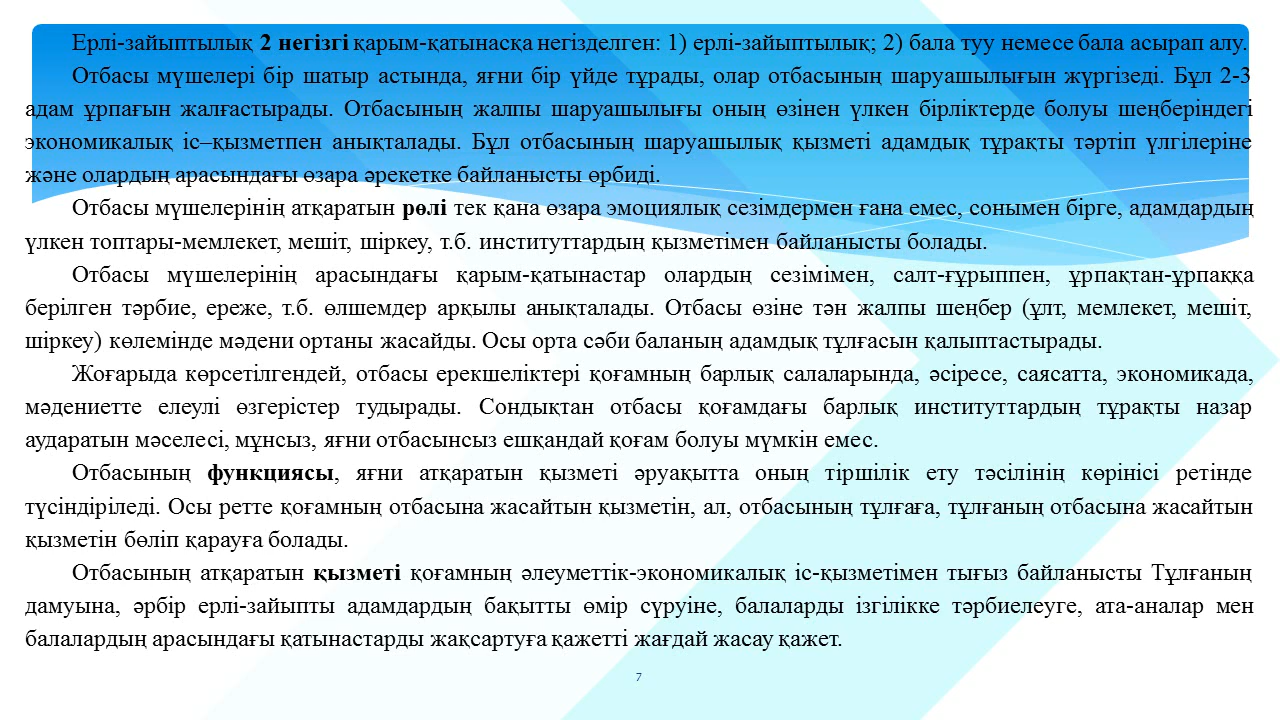 Ерлі-зайыптылық 2 негізгі қарым-қатынасқа негізделген: 1) ерлі-зайыптылық; 2) бала туу немесе бала асырап алу.
Отбасы мүшелері бір шатыр астында, яғни бір үйде тұрады, олар отбасының шаруашылығын жүргізеді. Бұл 2-3
адам ұрпағын жалғастырады. Отбасының жалпы шаруашылығы оның өзінен үлкен бірліктерде болуы шеңберіндегі
экономикалық іс–қызметпен анықталады. Бұл отбасының шаруашылық қызметі адамдық тұрақты тәртіп үлгілеріне
және олардың арасындағы өзара әрекетке байланысты өрбиді.
Отбасы мүшелерінің атқаратын рөлі тек қана өзара эмоциялық сезімдермен ғана емес, сонымен бірге, адамдардың
үлкен топтары-мемлекет, мешіт, шіркеу, т.б. институттардың қызметімен байланысты болады.
Отбасы мүшелерінің арасындағы қарым-қатынастар олардың сезімімен, салт-ғұрыппен, ұрпақтан-ұрпаққа
берілген тәрбие, ереже, т.б. өлшемдер арқылы анықталады. Отбасы өзіне тән жалпы шеңбер (ұлт, мемлекет, мешіт,
шіркеу) көлемінде мәдени ортаны жасайды. Осы орта сәби баланың адамдық тұлғасын қалыптастырады.
Жоғарыда көрсетілгендей, отбасы ерекшеліктері қоғамның барлық салаларында, әсіресе, саясатта, экономикада,
мәдениетте елеулі өзгерістер тудырады. Сондықтан отбасы қоғамдағы барлық институттардың тұрақты назар
аударатын мәселесі, мұнсыз, яғни отбасынсыз ешқандай қоғам болуы мүмкін емес.
Отбасының функциясы, яғни атқаратын қызметі әруақытта оның тіршілік ету тәсілінің көрінісі ретінде
түсіндіріледі. Осы ретте қоғамның отбасына жасайтын қызметін, ал, отбасының тұлғаға, тұлғаның отбасына жасайтын
қызметін бөліп қарауға болады.
Отбасының атқаратын қызметі қоғамның әлеуметтік-экономикалық іс-қызметімен тығыз байланысты Тұлғаның
дамуына, әрбір ерлі-зайыпты адамдардың бақытты өмір сүруіне, балаларды ізгілікке тәрбиелеуге, ата-аналар мен
балалардың арасындағы қатынастарды жақсартуға қажетті жағдай жасау қажет.
7